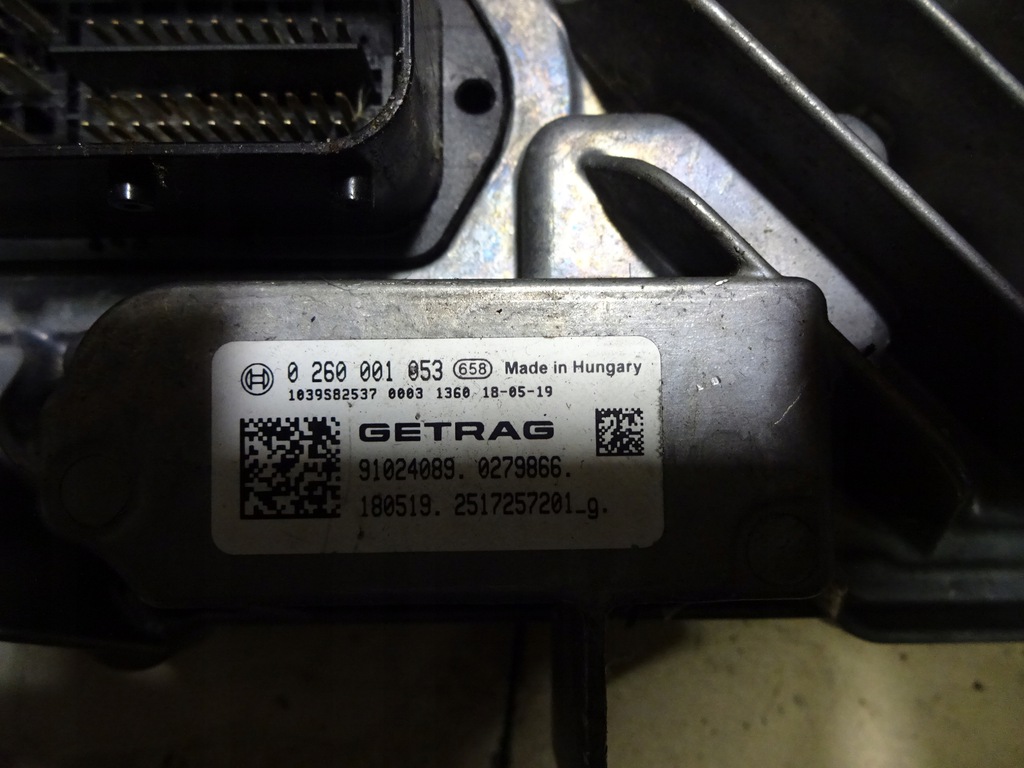 0 260 001 053 658 Made in Hungary
1039S82537 0003 1360 18-05-19
GETRAG
91024089. 0279866.
180519. 2517257201_g.